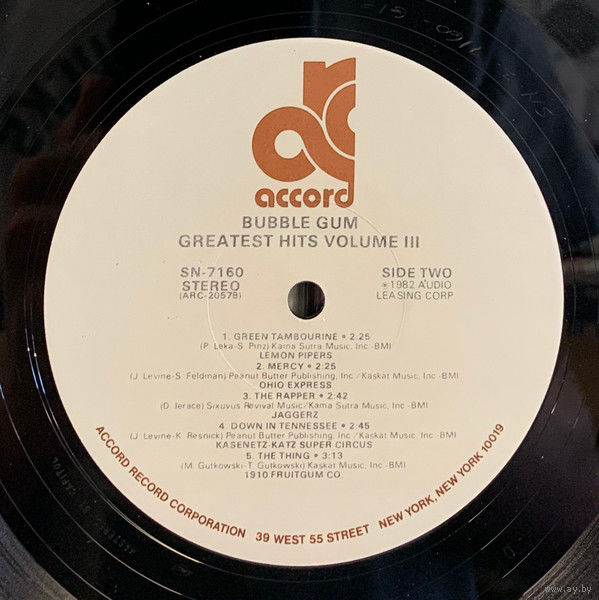 accord
BUBBLE GUM
GREATEST HITS VOLUME III
SN-7160
STEREO
(ARC-20578)
SIDE TWO
℗ 1982 AUDIO
LEASING CORP
1. GREEN TAMBOURINE • 2:25
(P. Leka-S. Pinz) Kama Sutra Music, Inc.-BMI
LEMON PIPERS
2. MERCY • 2:25
(J. Levine-S. Feldman) Peanut Butter Publishing, Inc./Kaskat Music, Inc.-BMI
OHIO EXPRESS
3. THE RAPPER • 2:42
(D. Ierace) Sixuvus Revival Music/Kama Sutra Music, Inc.-BMI
JAGGERZ
4. DOWN IN TENNESSEE • 2:45
(J. Levine-K. Resnick) Peanut Butter Publishing, Inc./Kaskat Music, Inc.-BMI
KASENETZ-KATZ SUPER CIRCUS
5. THE THING • 3:13
(M. Gutkowski-T. Gutkowski) Kaskat Music, Inc.-BMI
1910 FRUITGUM CO.
ACCORD RECORD CORPORATION 39 WEST 55 STREET NEW YORK, NEW YORK 10019
www.ay.by